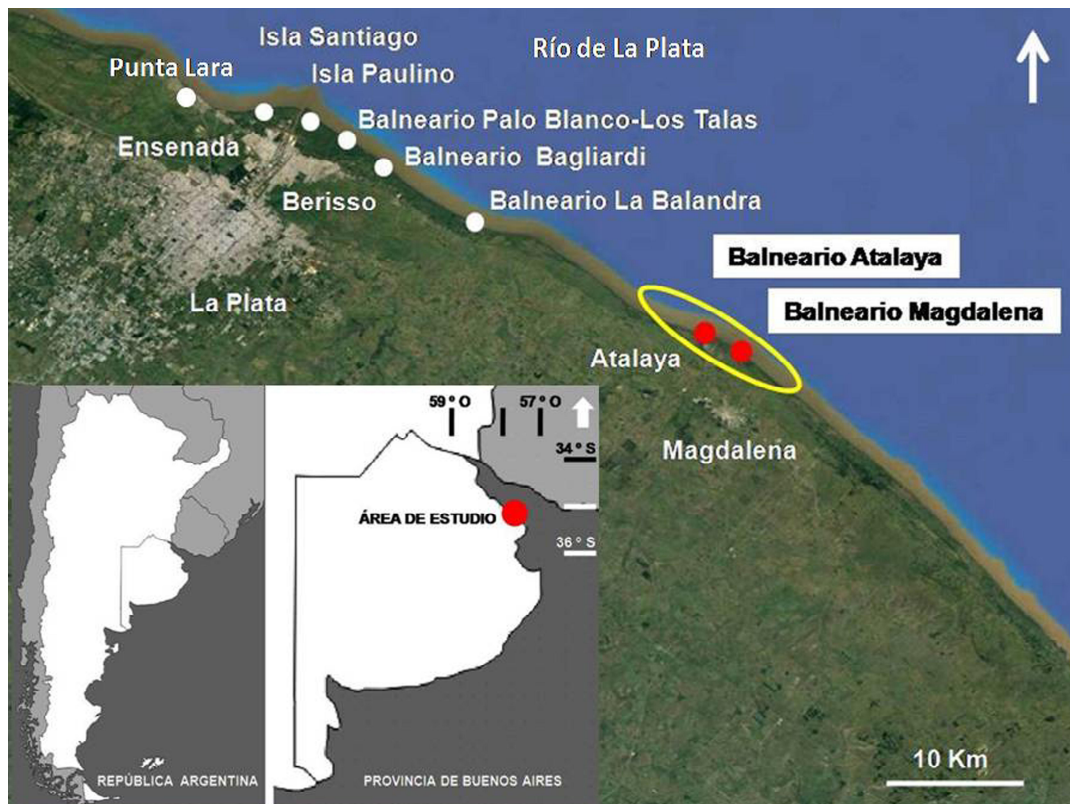 Isla Santiago
Río de La Plata
Punta Lara
Isla Paulino
Balneario Palo Blanco-Los Talas
Ensenada
Balneario Bagliardi
Berisso
Balneario La Balandra
Balneario Atalaya
La Plata
Balneario Magdalena
Atalaya
Magdalena
59 º O
57 º O
34 º S
ÁREA DE ESTUDIO
36 º S
10 Km
REPÚBLICA ARGENTINA
PROVINCIA DE BUENOS AIRES